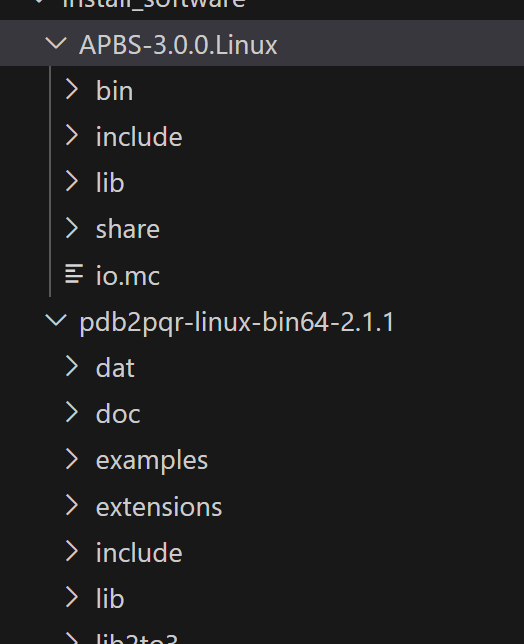 install_software
APBS-3.0.0.Linux
bin
include
lib
share
io.mc
pdb2pqr-linux-bin64-2.1.1
dat
doc
examples
extensions
include
lib
lib2to3